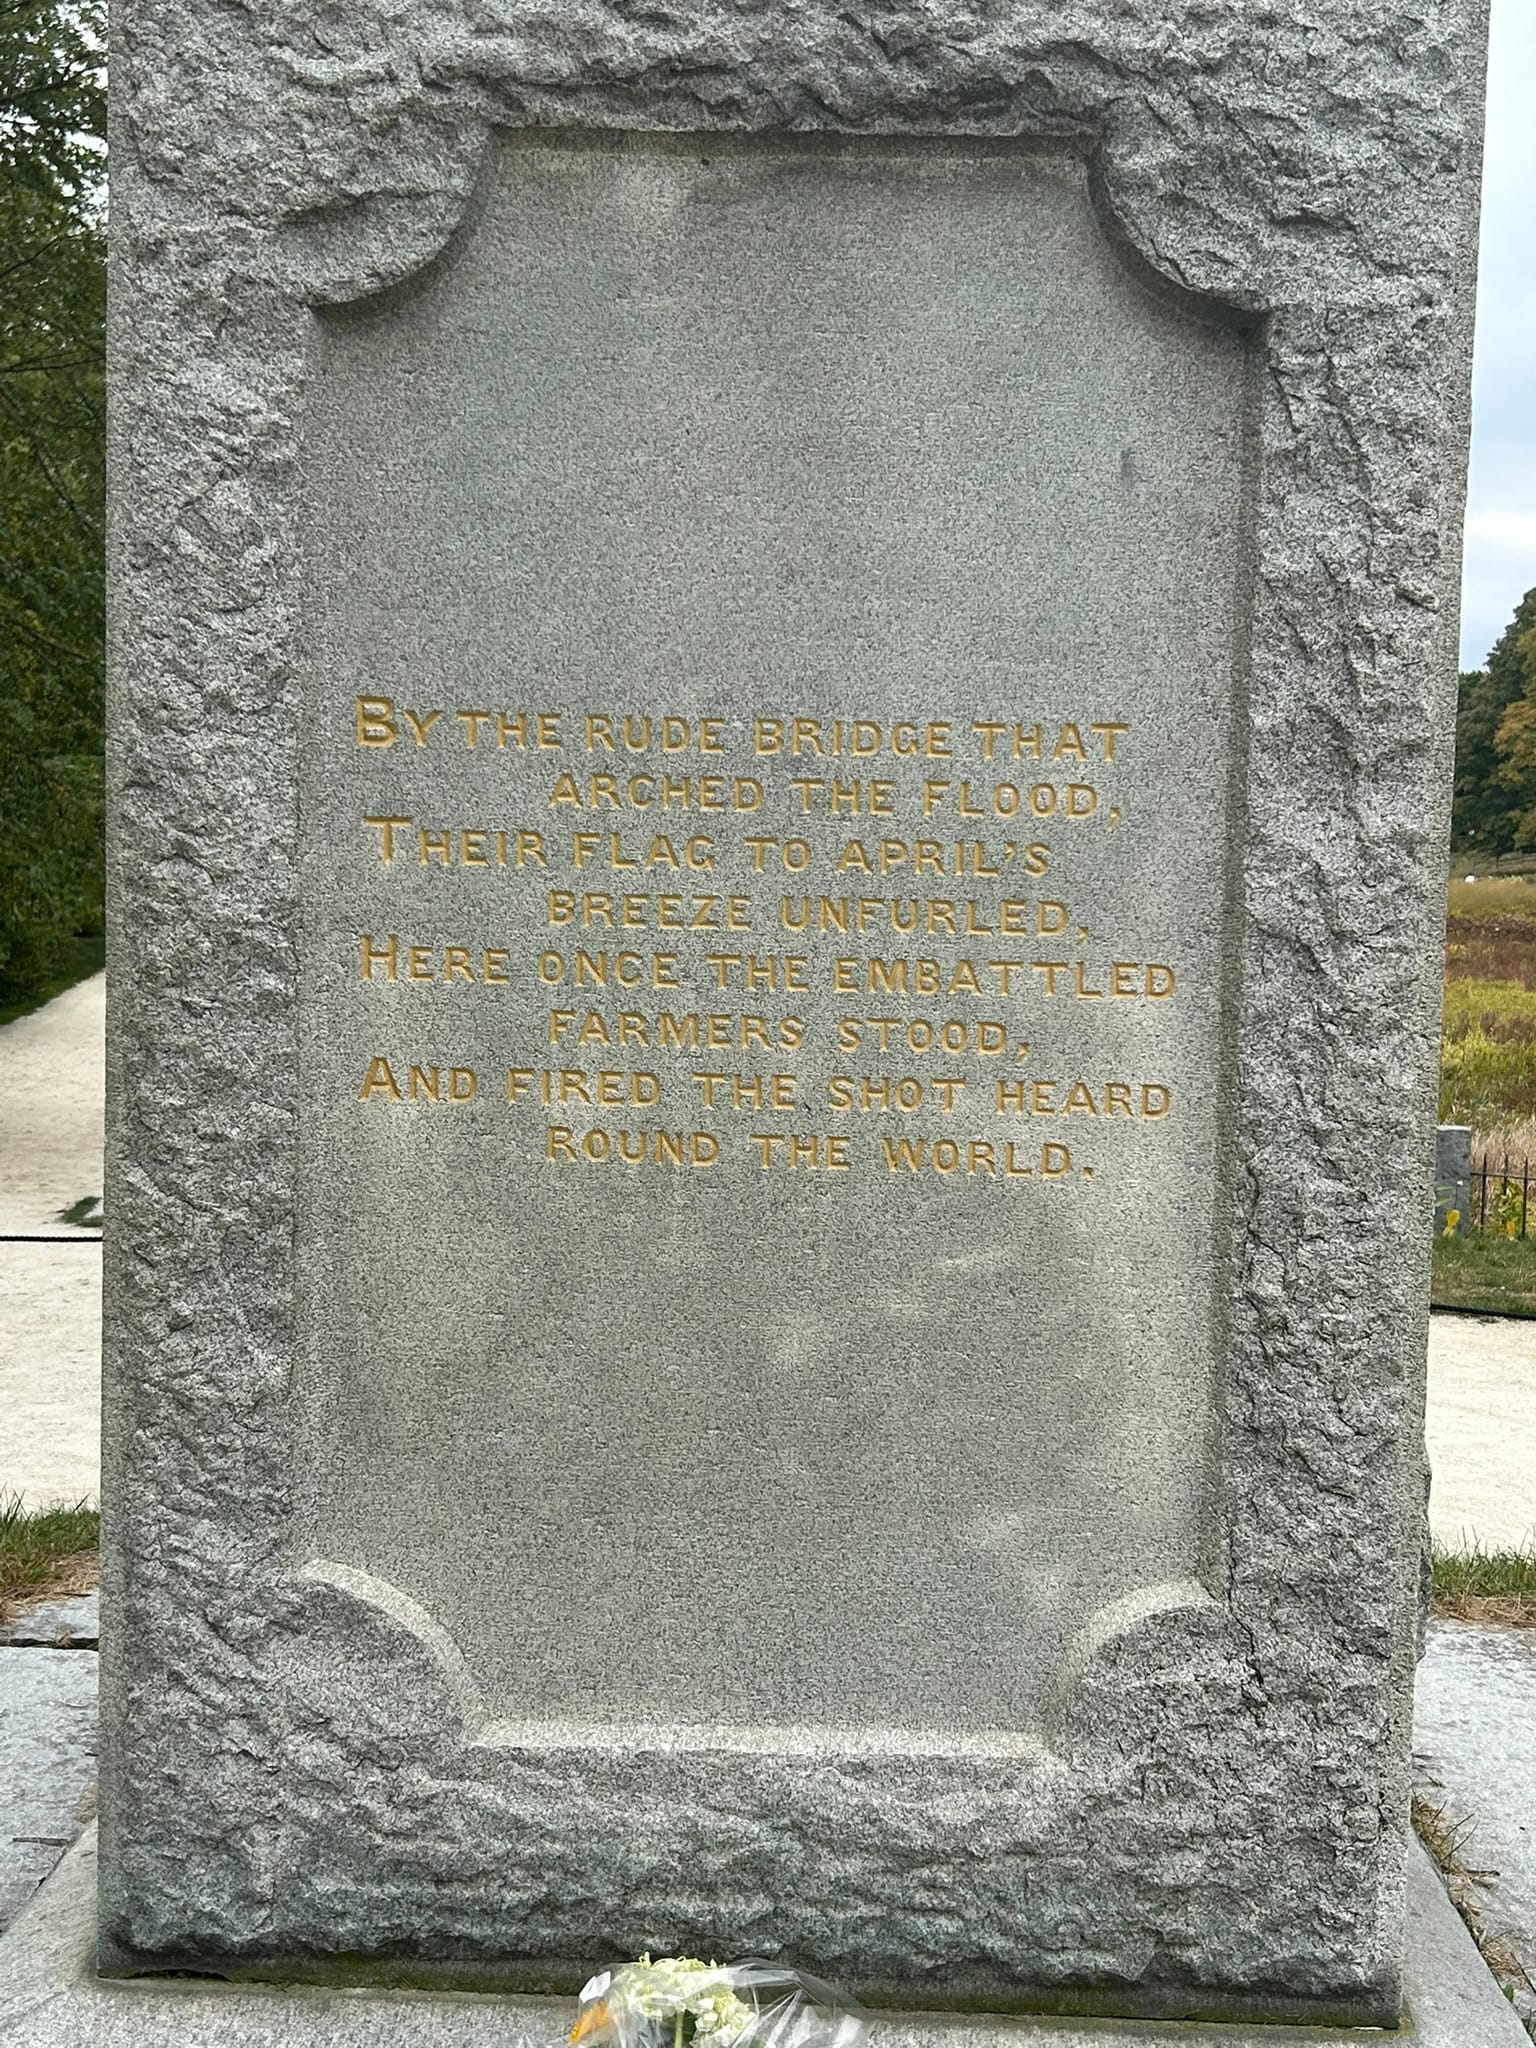 BY THE RUDE BRIDGE THAT
ARCHED THE FLOOD,
THEIR FLAG TO APRIL'S
BREEZE UNFURLED,
HERE ONCE THE EMBATTLED
FARMERS STOOD,
AND FIRED THE SHOT HEARD
ROUND THE WORLD.